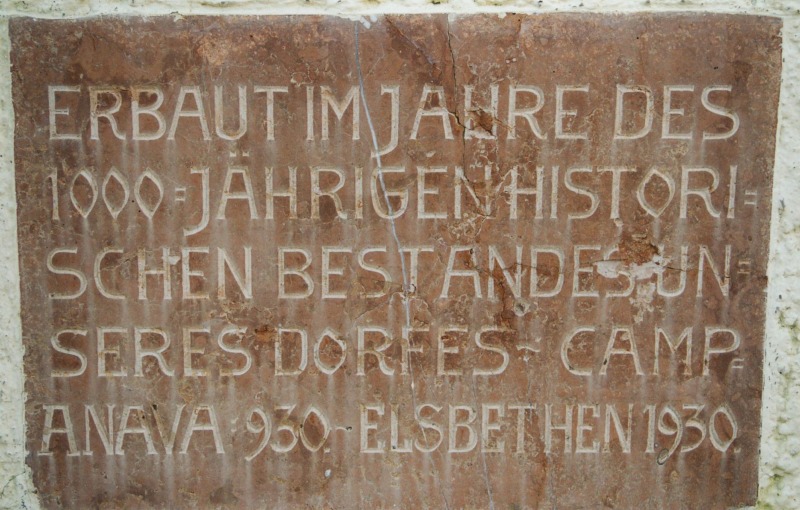 ERBAUT IM JAHRE DES
1000=JÄHRIGEN HISTORI=
SCHEN BESTANDES UN=
SERES DORFES - CAMP=
ANAVA 930. ELSBETHEN 1930.